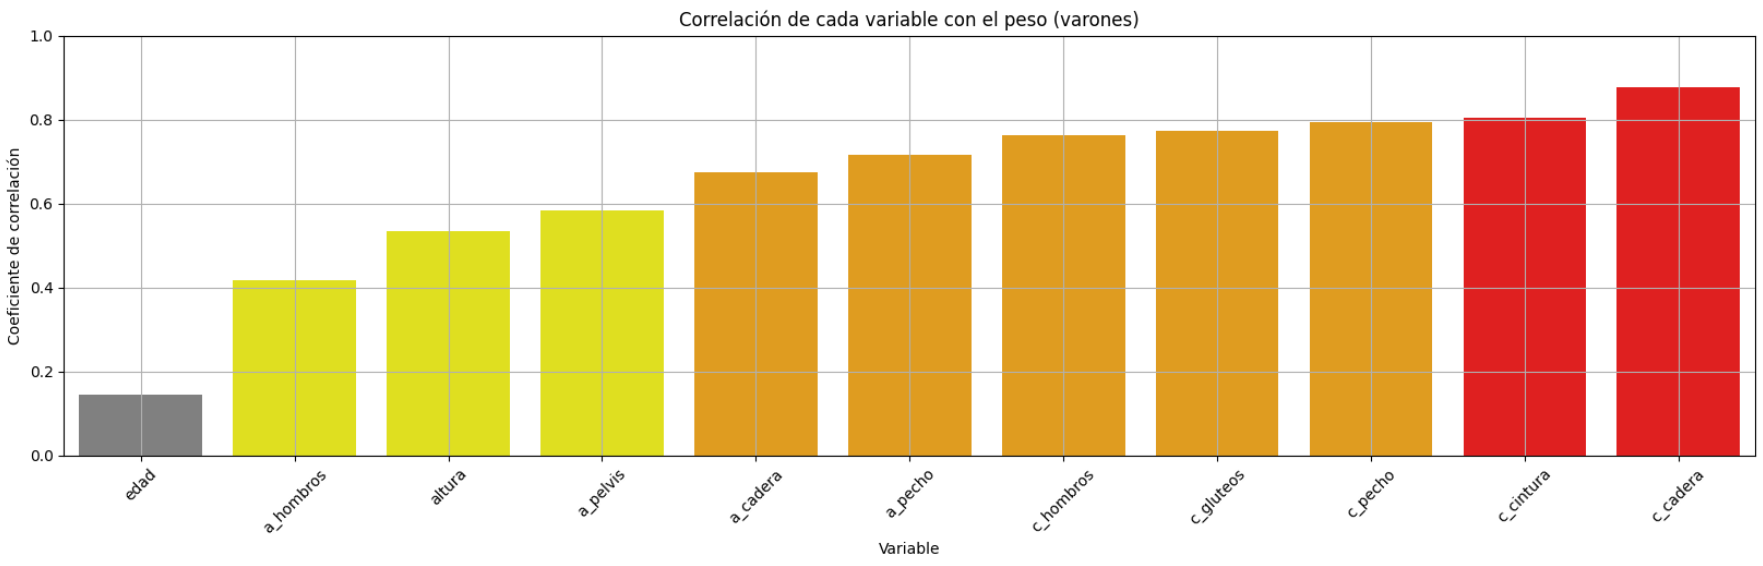 Correlación de cada variable con el peso (varones)
Coeficiente de correlación
1.0
0.8
0.6
0.4
0.2
0.0
edad
a_hombros
altura
a_pelvis
a_cadera
a_pecho
c_hombros
c_gluteos
c_pecho
c_cintura
c_cadera
Variable